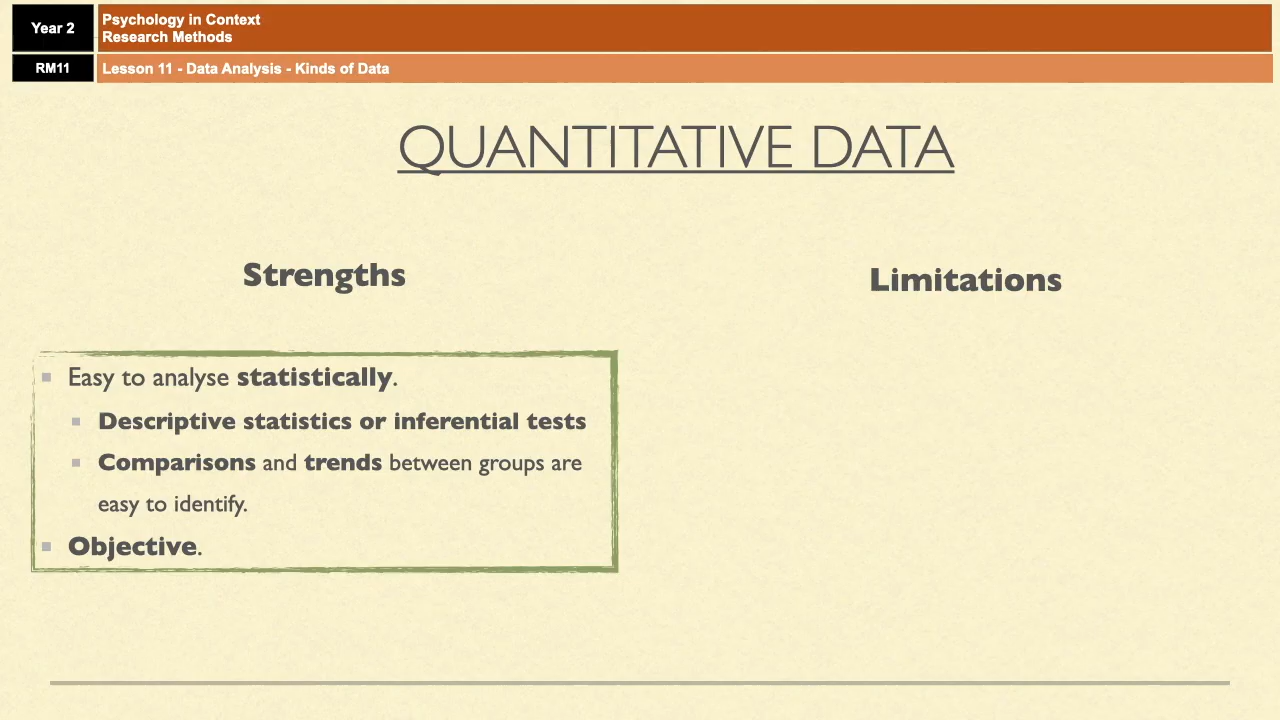 Year 2
Psychology in Context
Research Methods
RM11
Lesson 11 - Data Analysis - Kinds of Data
QUANTITATIVE DATA
Strengths
Easy to analyse statistically.
Descriptive statistics or inferential tests
Comparisons and trends between groups are
easy to identify.
Objective.
Limitations